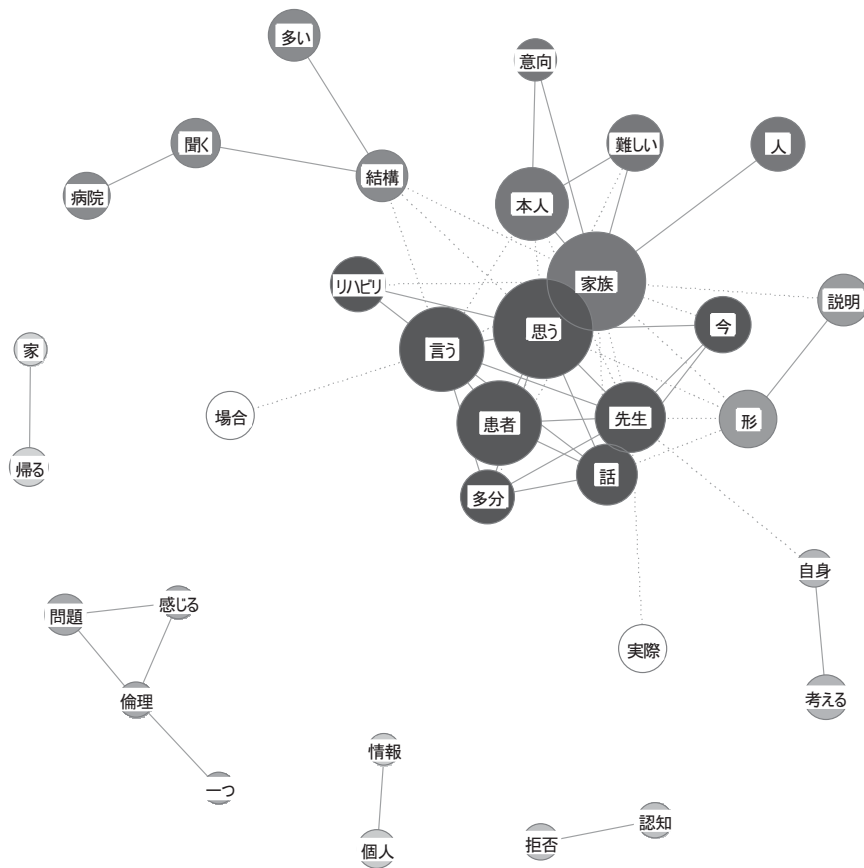 多い
意向
聞く
難しい
人
結構
病院
本人
家族
リハビリ
説明
思う
今
言う
家
場合
患者
先生
形
帰る
話
多分
自身
感じる
問題
実際
倫理
考える
情報
一つ
認知
拒否
個人